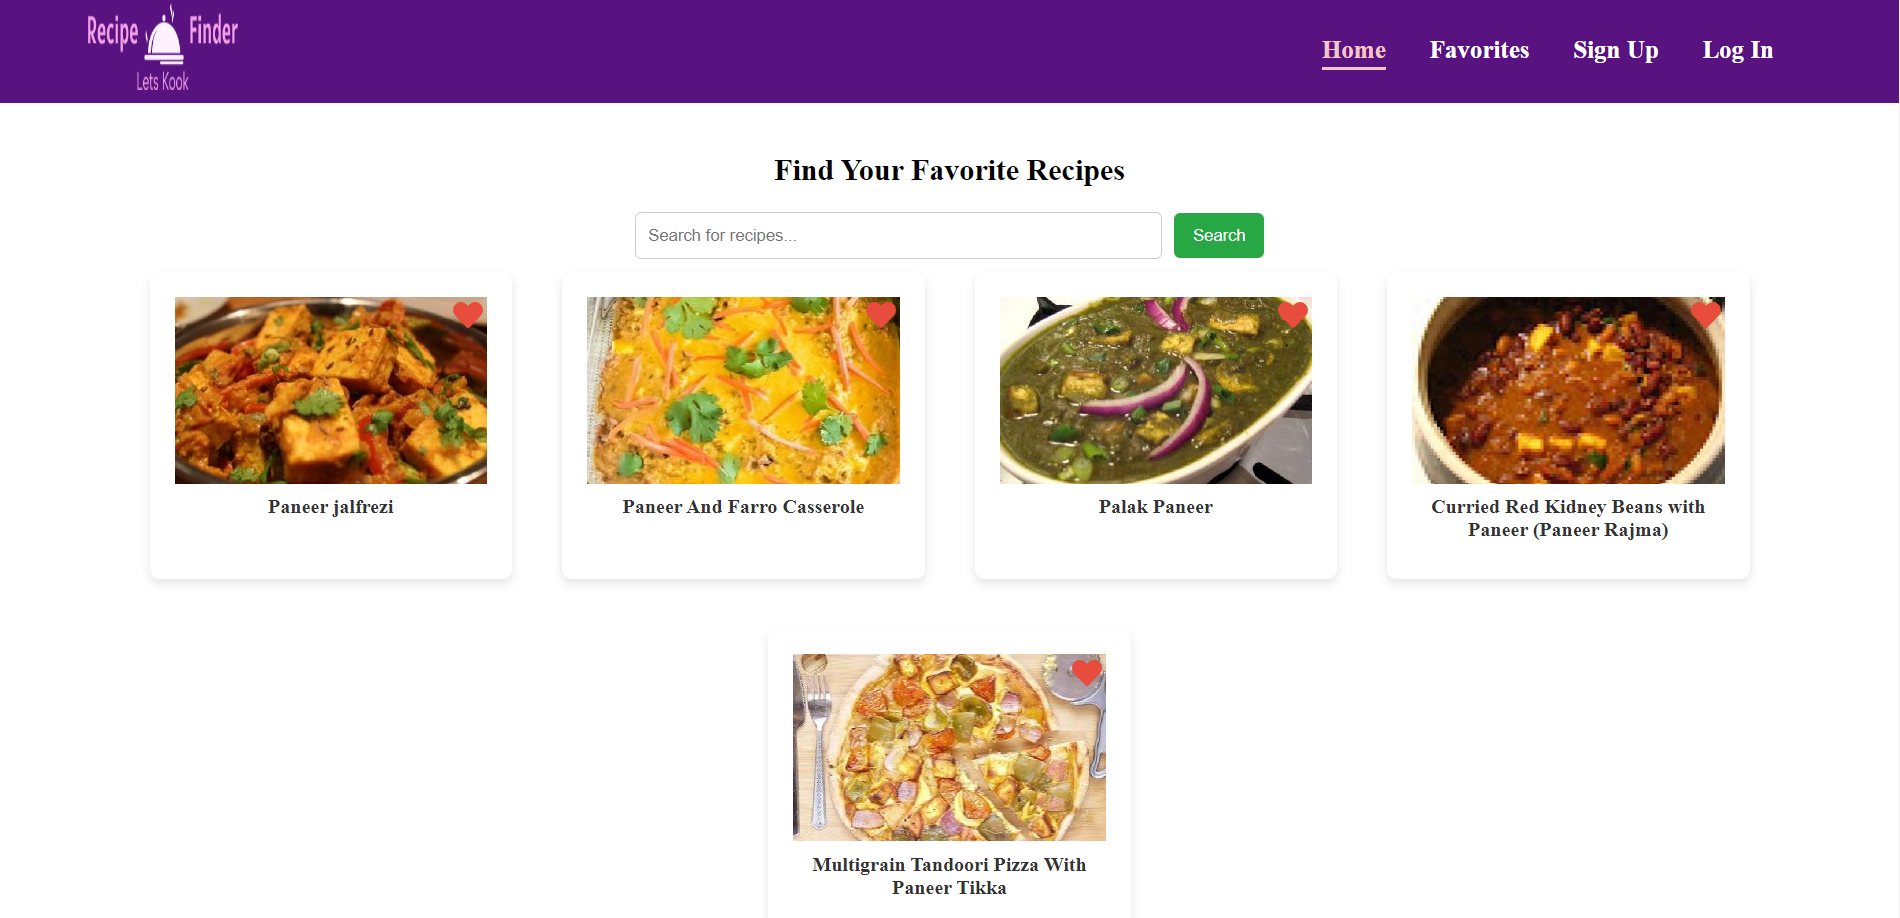 Recipe Finder
Lets Kook
Home Favorites Sign Up Log In
Find Your Favorite Recipes
Search for recipes... Search
Paneer jalfrezi
Paneer And Farro Casserole
Palak Paneer
Curried Red Kidney Beans with
Paneer (Paneer Rajma)
Multigrain Tandoori Pizza With
Paneer Tikka